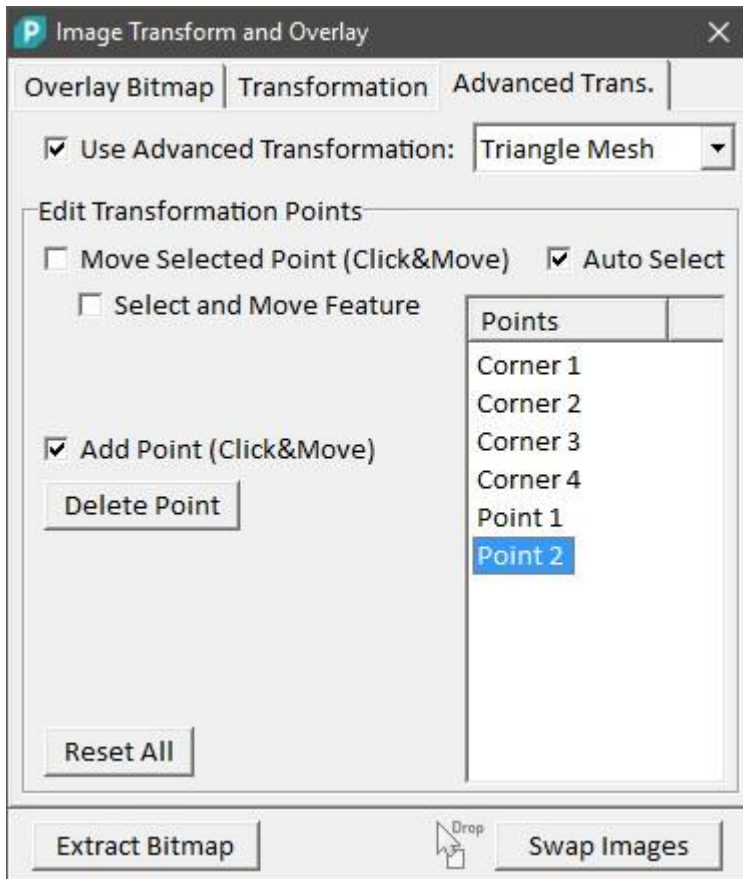 P Image Transform and Overlay
Overlay Bitmap Transformation Advanced Trans.
Use Advanced Transformation: Triangle Mesh
Edit Transformation Points
Move Selected Point (Click&Move) Auto Select
Select and Move Feature
Points
Corner 1
Corner 2
Corner 3
Corner 4
Point 1
Point 2
Add Point (Click&Move)
Delete Point
Reset All
Extract Bitmap Drop Swap Images